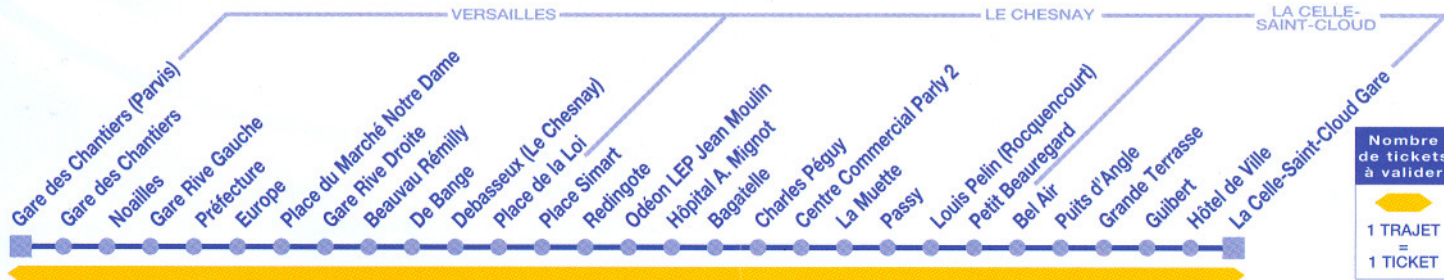 VERSAILLES
LE CHESNAY
LA CELLE-
SAINT-CLOUD
Gare des Chantiers (Parvis)
Gare des Chantiers
Noailles
Gare Rive Gauche
Préfecture
Europe
Place du Marché Notre Dame
Gare Rive Droite
Beauvau Rémilly
De Bange
Debasseux (Le Chesnay)
Place de la Loi
Place Simart
Redingote
Odéon LEP Jean Moulin
Hôpital A. Mignot
Bagatelle
Charles Péguy
Centre Commercial Parly 2
La Muette
Passy
Louis Pelin (Rocquencourt)
Petit Beauregard
Bel Air
Puits d'Angle
Grande Terrasse
Guibert
Hôtel de Ville
La Celle-Saint-Cloud Gare
Nombre
de tickets
à valider
1 TRAJET
=
1 TICKET